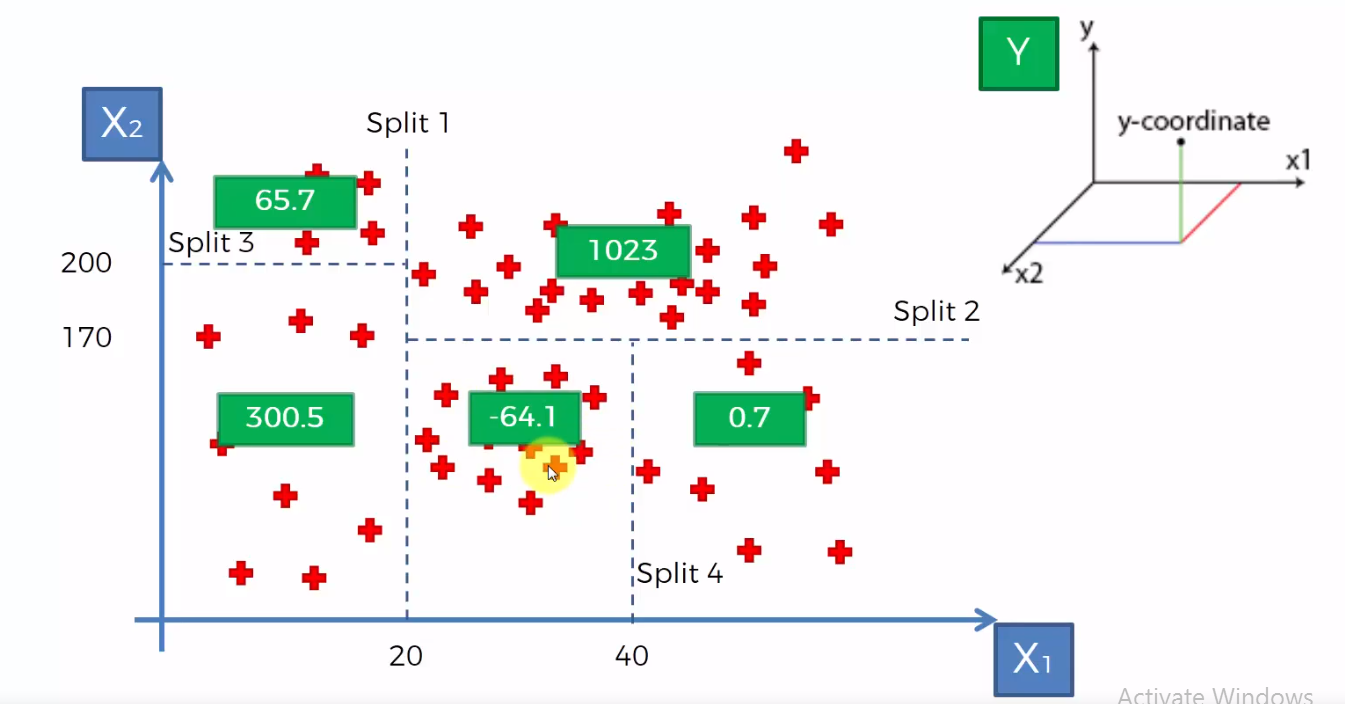 Y
y
y-coordinate
x1
x2
X2
Split 1
65.7
Split 3
1023
200
Split 2
170
300.5
-64.1
0.7
Split 4
20
40
X1
Activate Windows